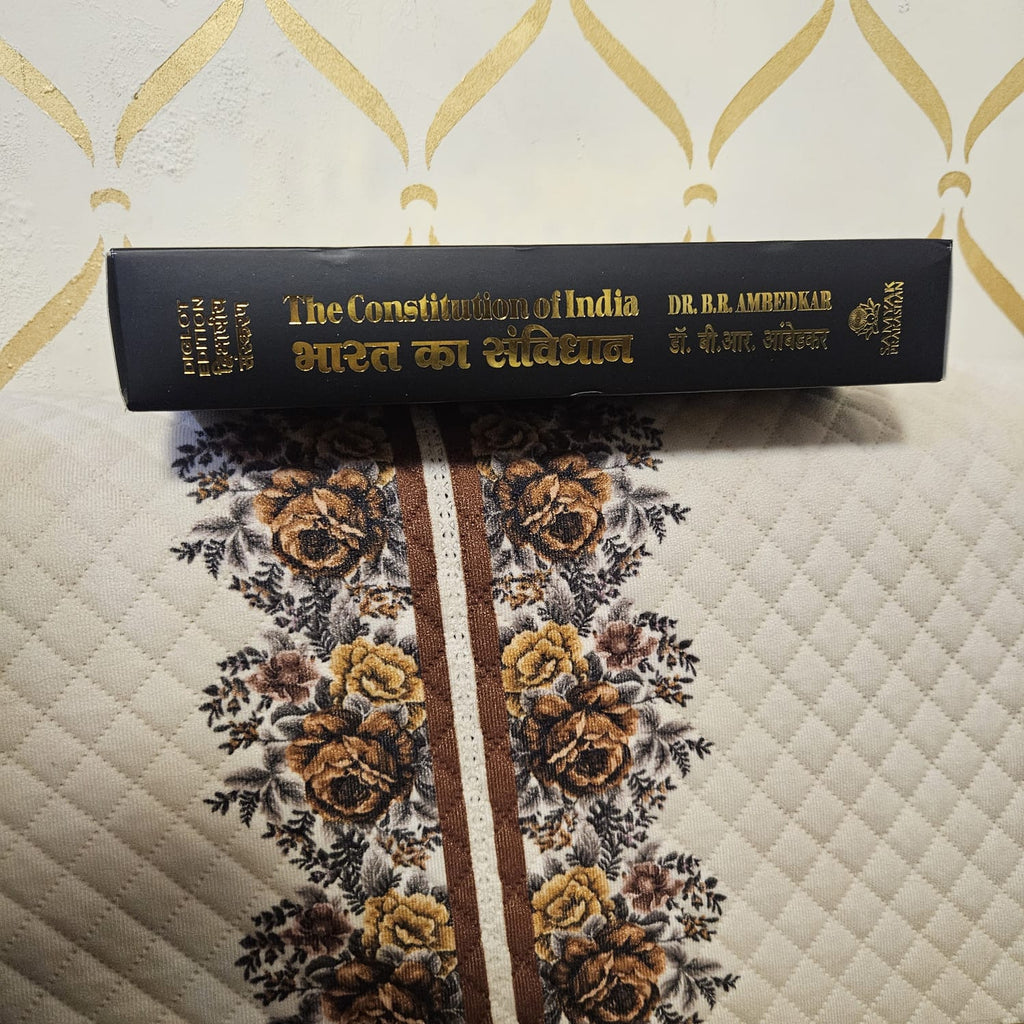 DIGLOT
EDITION
द्विभाषीय
संस्करण
The Constitution of India
भारत का संविधान
DR. B.R. AMBEDKAR
डॉ. बी.आर. आंबेडकर
SAMYAK
PRAKASHAN